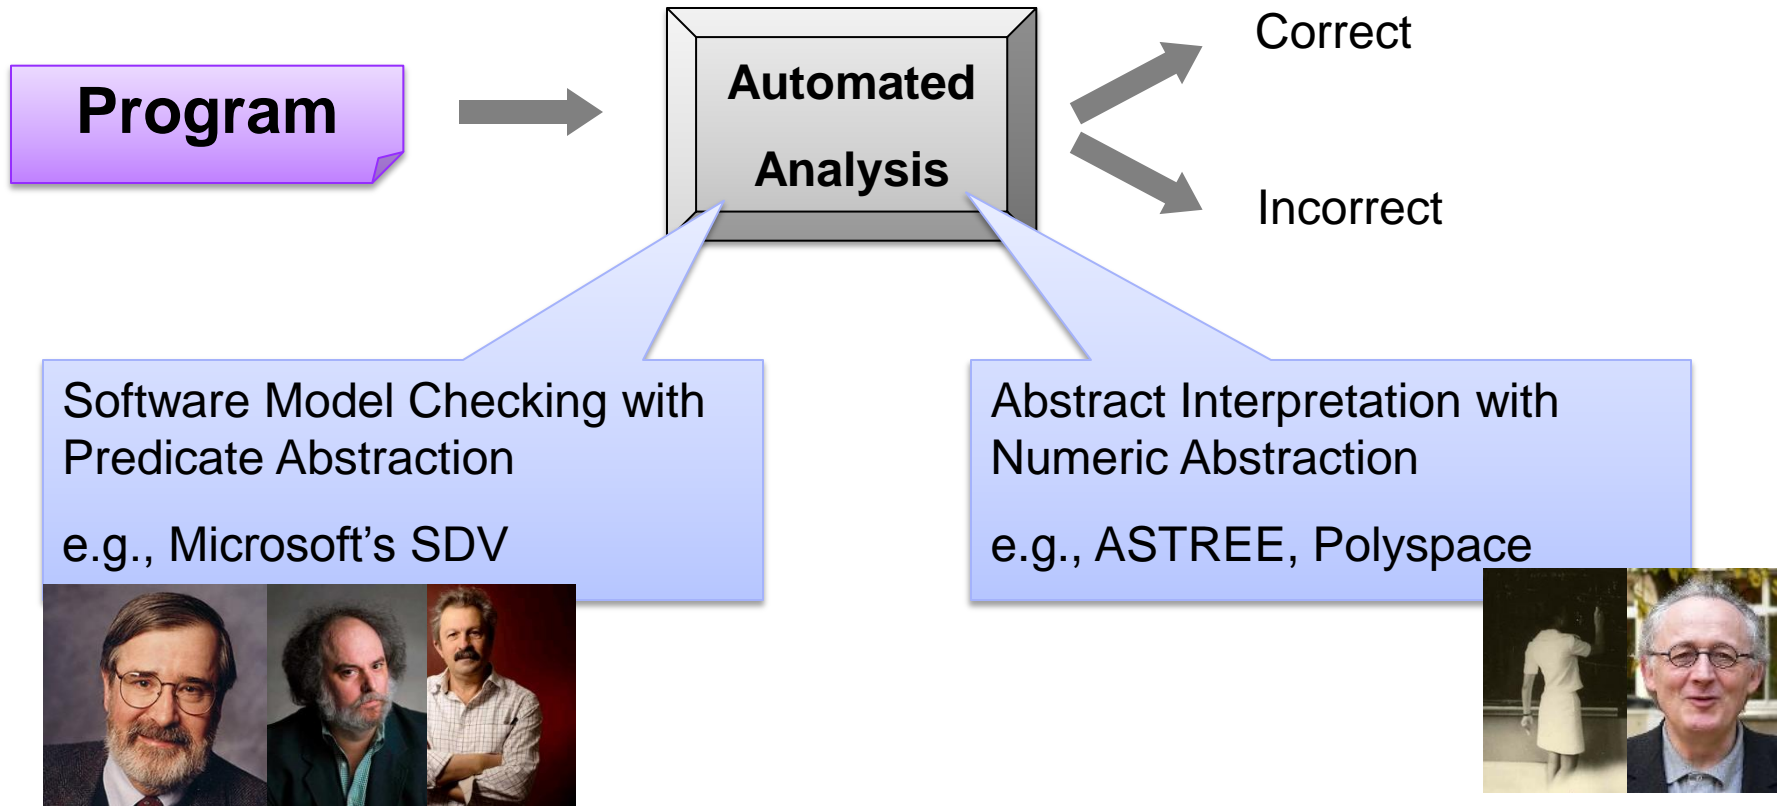 Program
Automated
Analysis
Correct
Incorrect
Software Model Checking with
Predicate Abstraction
e.g., Microsoft’s SDV
Abstract Interpretation with
Numeric Abstraction
e.g., ASTREE, Polyspace